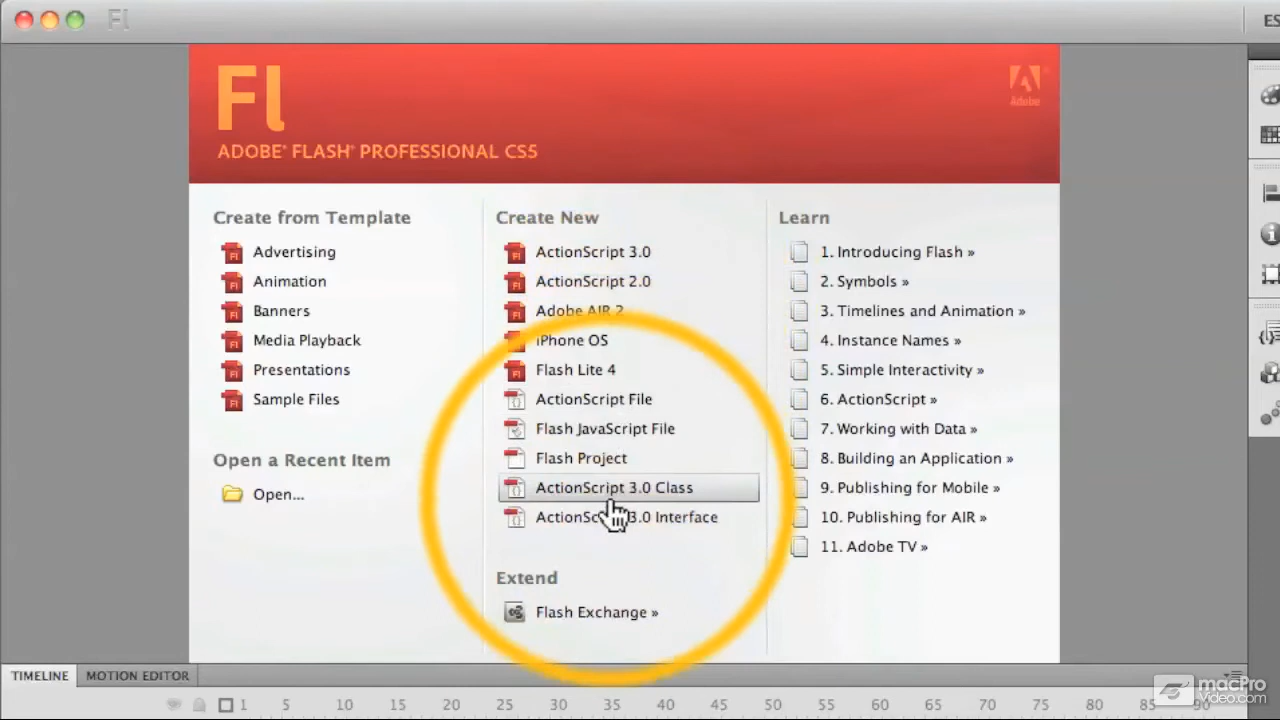 Fl
ES
Fl
Adobe
ADOBE® FLASH® PROFESSIONAL CS5
Create from Template
Advertising
Animation
Banners
Media Playback
Presentations
Sample Files
Open a Recent Item
Open...
Create New
ActionScript 3.0
ActionScript 2.0
Adobe AIR 2
iPhone OS
Flash Lite 4
ActionScript File
Flash JavaScript File
Flash Project
ActionScript 3.0 Class
3.0 Interface
Extend
Flash Exchange »
Learn
1. Introducing Flash »
2. Symbols »
3. Timelines and Animation »
4. Instance Names »
5. Simple Interactivity »
6. ActionScript »
7. Working with Data »
8. Building an Application »
9. Publishing for Mobile »
10. Publishing for AIR »
11. Adobe TV »
TIMELINE MOTION EDITOR
1 5 10 15 20 25 30 35 40 45 50 55 60 65 70 75 80 85 90
macPro
Video.com